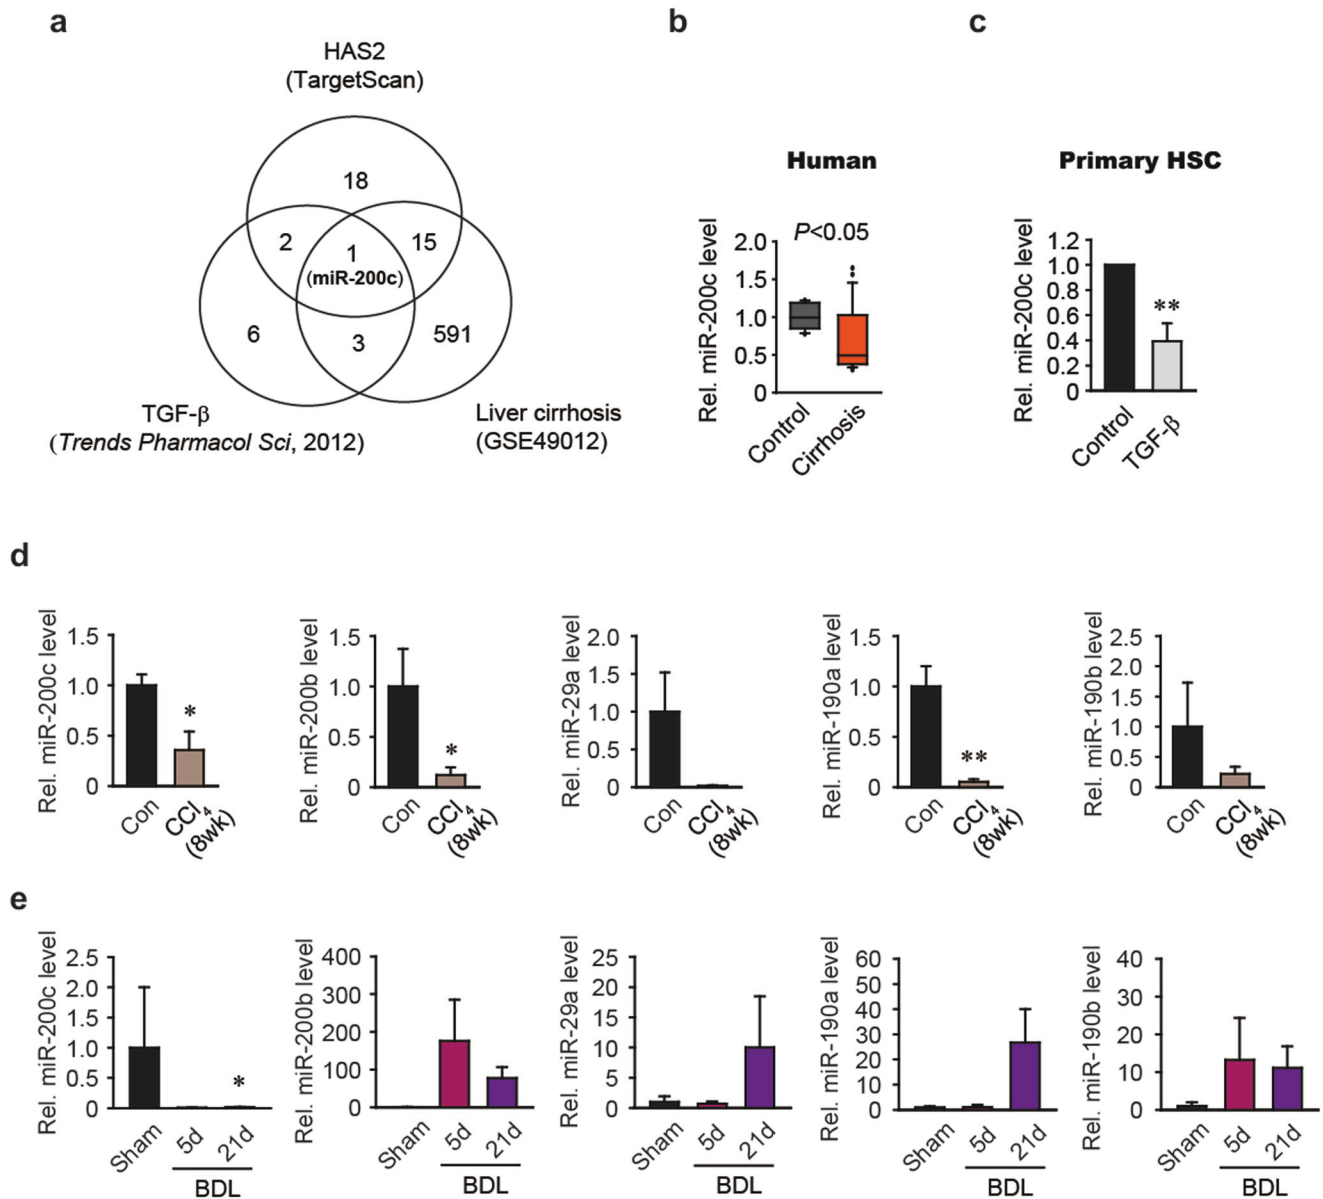 a
HAS2
(TargetScan)
18
2
1
(miR-200c)
15
6
3
591
TGF-β
(Trends Pharmacol Sci, 2012)
Liver cirrhosis
(GSE49012)
b
Human
P<0.05
Rel. miR-200c level
2.0
1.5
1.0
0.5
0
Control
Cirrhosis
c
Primary HSC
Rel. miR-200c level
1.2
1.0
0.8
0.6
0.4
0.2
0
**
Control
TGF-β
d
Rel. miR-200c level
1.5
1.0
0.5
0
*
Con
CCl4
(8wk)
Rel. miR-200b level
1.5
1.0
0.5
0
*
Con
CCl4
(8wk)
Rel. miR-29a level
2.0
1.5
1.0
0.5
0
Con
CCl4
(8wk)
Rel. miR-190a level
1.5
1.0
0.5
0
**
Con
CCl4
(8wk)
Rel. miR-190b level
2.5
2.0
1.5
1.0
0.5
0
Con
CCl4
(8wk)
e
Rel. miR-200c level
2.5
2.0
1.5
1.0
0.5
0
*
Sham
5d
21d
BDL
Rel. miR-200b level
400
300
200
100
0
Sham
5d
21d
BDL
Rel. miR-29a level
25
20
15
10
5
0
Sham
5d
21d
BDL
Rel. miR-190a level
60
50
40
30
20
10
0
Sham
5d
21d
BDL
Rel. miR-190b level
40
30
20
10
0
Sham
5d
21d
BDL